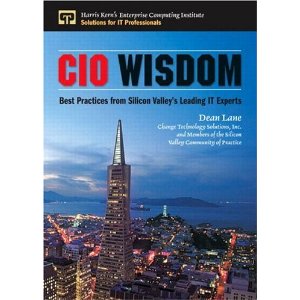 Harris Kern's Enterprise Computing Institute
Solutions for IT Professionals
CIO WISDOM
Best Practices from Silicon Valley's Leading IT Experts
Dean Lane
Change Technology Solutions, Inc.
and Members of the Silicon
Valley Community of Practice